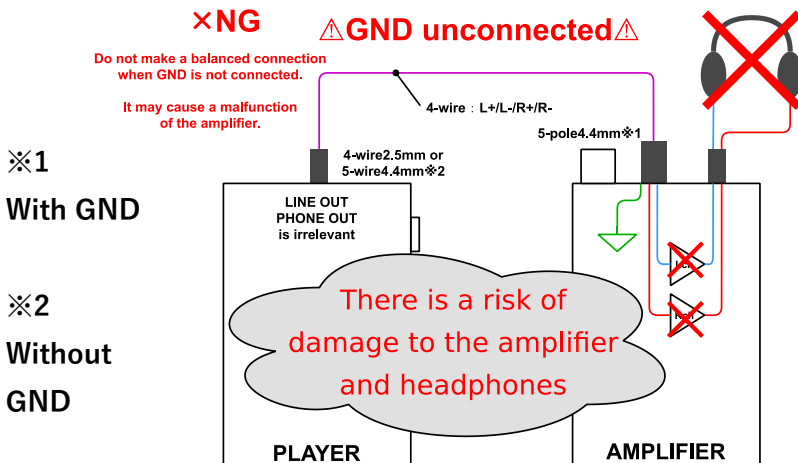 ×NG
⚠GND unconnected⚠
Do not make a balanced connection
when GND is not connected.
It may cause a malfunction
of the amplifier.
4-wire : L+/L-/R+/R-
5-pole4.4mm※1
4-wire2.5mm or
5-wire4.4mm※2
※1
With GND
LINE OUT
PHONE OUT
is irrelevant
※2
Without
GND
There is a risk of
damage to the amplifier
and headphones
PLAYER
AMPLIFIER